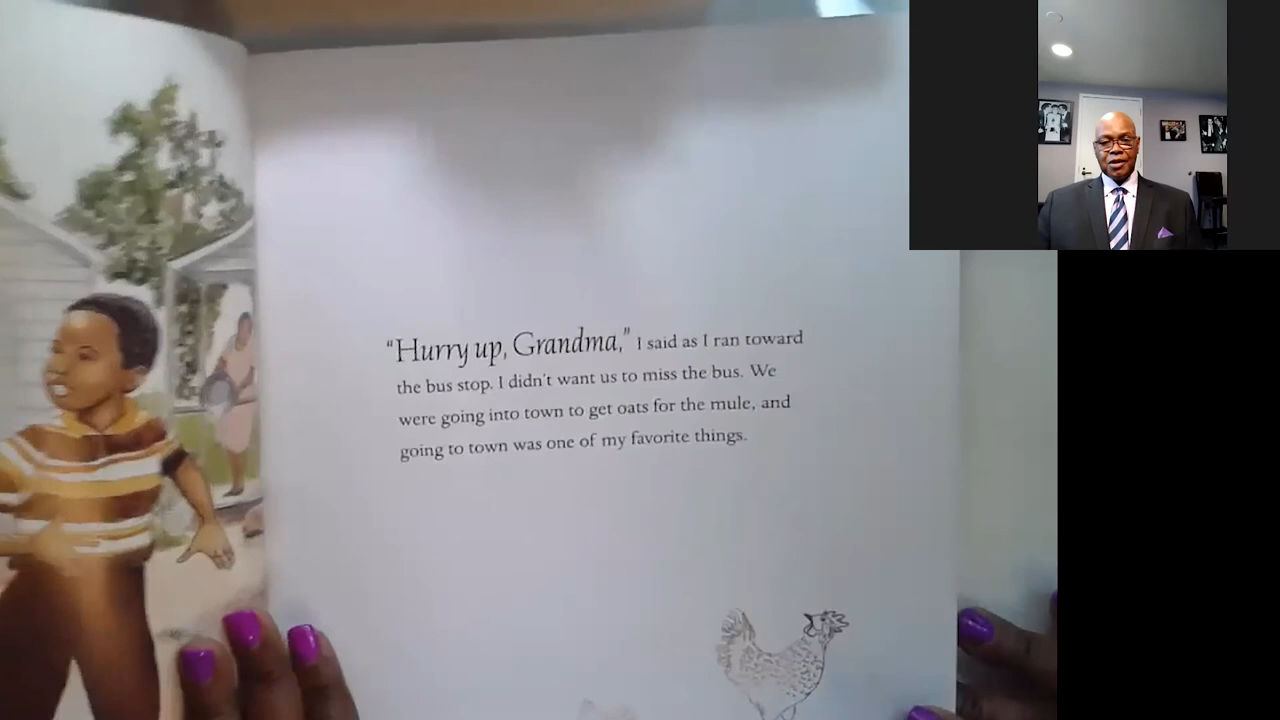 “Hurry up, Grandma,” I said as I ran toward
the bus stop. I didn’t want us to miss the bus. We
were going into town to get oats for the mule, and
going to town was one of my favorite things.